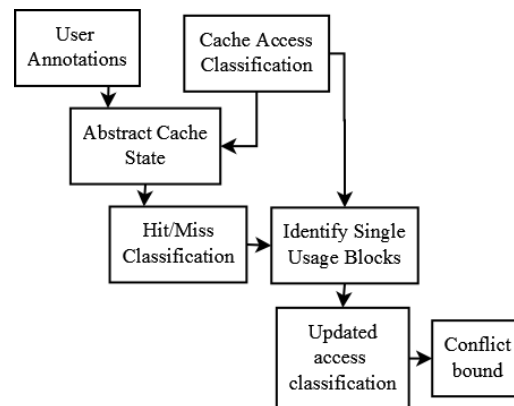 User
Annotations
Cache Access
Classification
Abstract Cache
State
Hit/Miss
Classification
Identify Single
Usage Blocks
Updated
access
classification
Conflict
bound